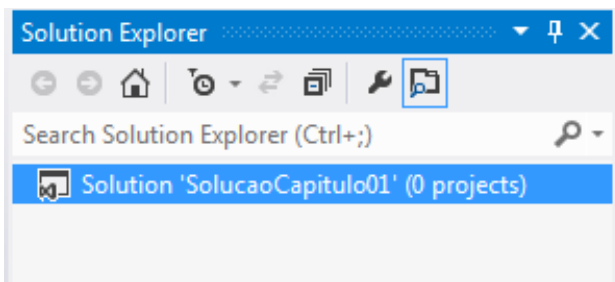 Solution Explorer
Search Solution Explorer (Ctrl+;)
Solution 'SolucaoCapitulo01' (0 projects)